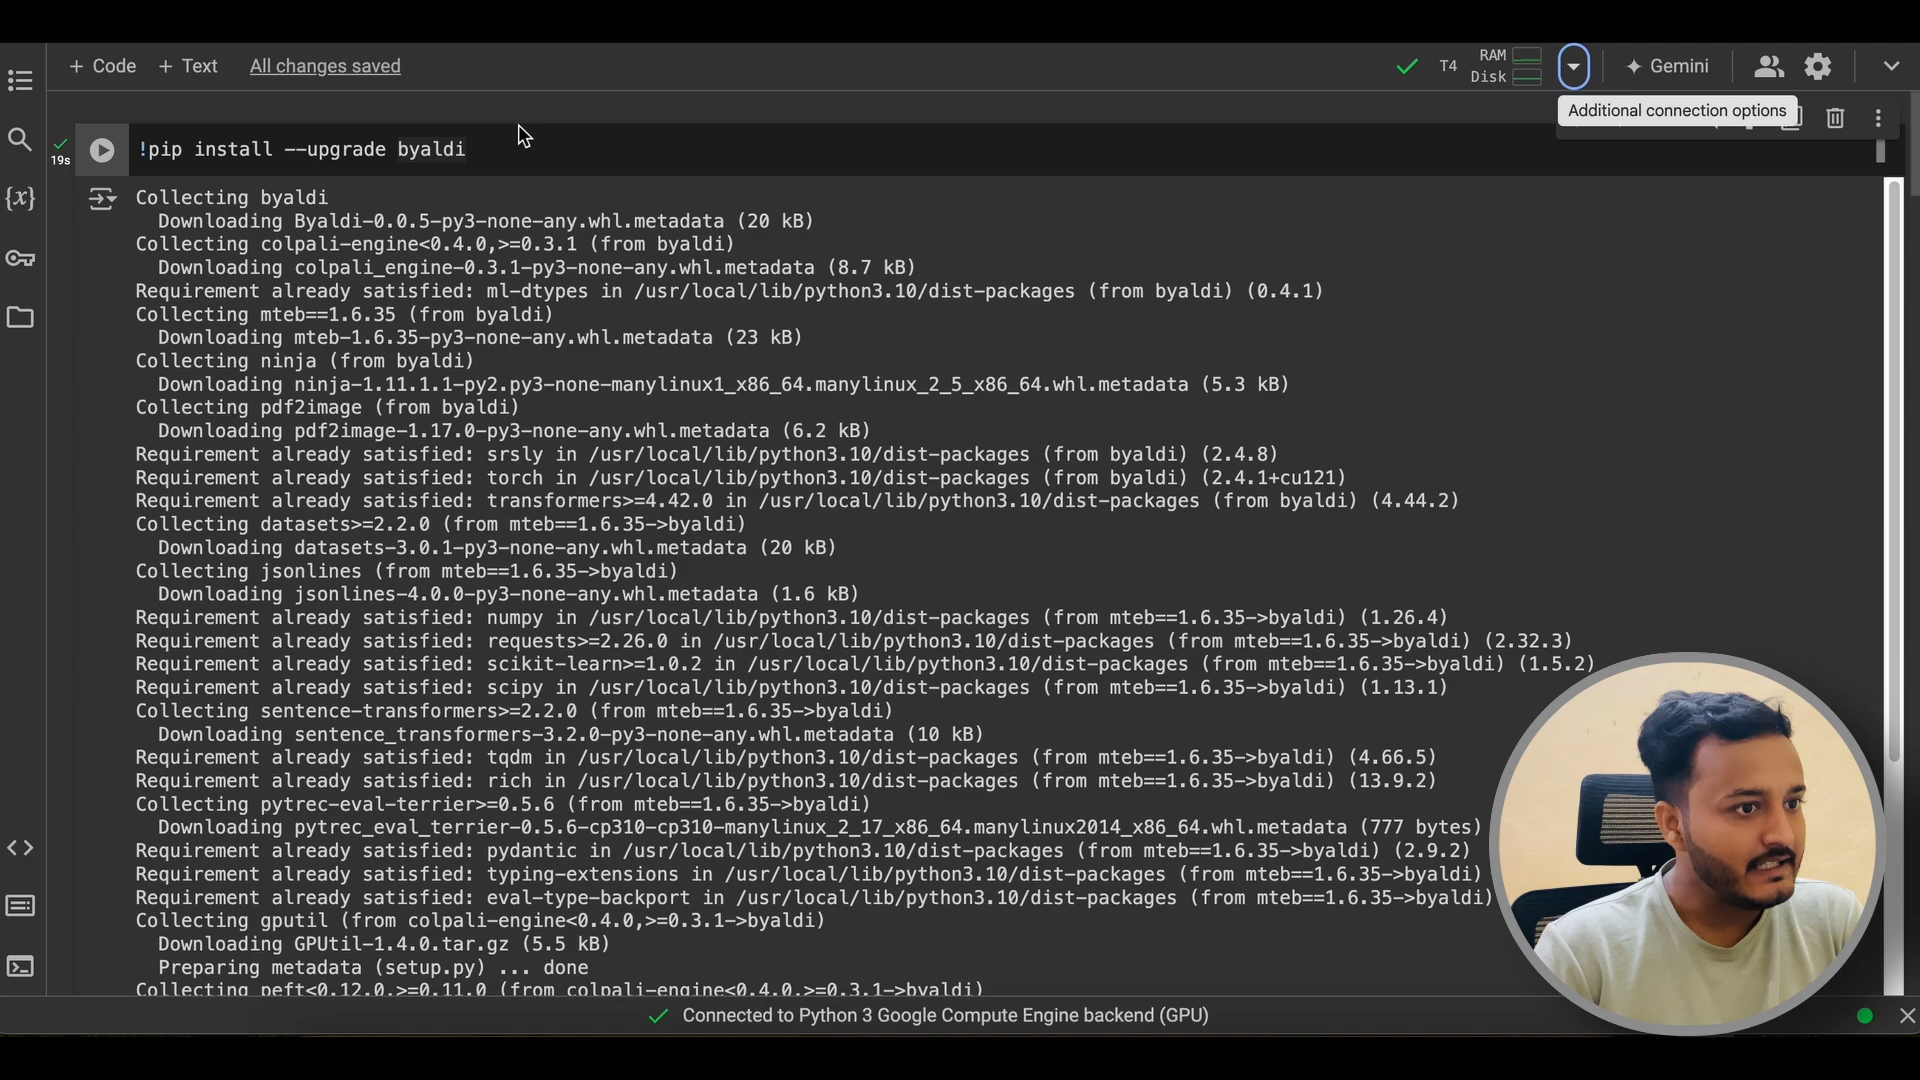 + Code + Text All changes saved
T4 RAM Disk Gemini
Additional connection options
19s
!pip install --upgrade byaldi
Collecting byaldi
Downloading Byaldi-0.0.5-py3-none-any.whl.metadata (20 kB)
Collecting colpali-engine<0.4.0,>=0.3.1 (from byaldi)
Downloading colpali_engine-0.3.1-py3-none-any.whl.metadata (8.7 kB)
Requirement already satisfied: ml-dtypes in /usr/local/lib/python3.10/dist-packages (from byaldi) (0.4.1)
Collecting mteb==1.6.35 (from byaldi)
Downloading mteb-1.6.35-py3-none-any.whl.metadata (23 kB)
Collecting ninja (from byaldi)
Downloading ninja-1.11.1.1-py2.py3-none-manylinux1_x86_64.manylinux_2_5_x86_64.whl.metadata (5.3 kB)
Collecting pdf2image (from byaldi)
Downloading pdf2image-1.17.0-py3-none-any.whl.metadata (6.2 kB)
Requirement already satisfied: srsly in /usr/local/lib/python3.10/dist-packages (from byaldi) (2.4.8)
Requirement already satisfied: torch in /usr/local/lib/python3.10/dist-packages (from byaldi) (2.4.1+cu121)
Requirement already satisfied: transformers>=4.42.0 in /usr/local/lib/python3.10/dist-packages (from byaldi) (4.44.2)
Collecting datasets>=2.2.0 (from mteb==1.6.35->byaldi)
Downloading datasets-3.0.1-py3-none-any.whl.metadata (20 kB)
Collecting jsonlines (from mteb==1.6.35->byaldi)
Downloading jsonlines-4.0.0-py3-none-any.whl.metadata (1.6 kB)
Requirement already satisfied: numpy in /usr/local/lib/python3.10/dist-packages (from mteb==1.6.35->byaldi) (1.26.4)
Requirement already satisfied: requests>=2.26.0 in /usr/local/lib/python3.10/dist-packages (from mteb==1.6.35->byaldi) (2.32.3)
Requirement already satisfied: scikit-learn>=1.0.2 in /usr/local/lib/python3.10/dist-packages (from mteb==1.6.35->byaldi) (1.5.2)
Requirement already satisfied: scipy in /usr/local/lib/python3.10/dist-packages (from mteb==1.6.35->byaldi) (1.13.1)
Collecting sentence-transformers>=2.2.0 (from mteb==1.6.35->byaldi)
Downloading sentence_transformers-3.2.0-py3-none-any.whl.metadata (10 kB)
Requirement already satisfied: tqdm in /usr/local/lib/python3.10/dist-packages (from mteb==1.6.35->byaldi) (4.66.5)
Requirement already satisfied: rich in /usr/local/lib/python3.10/dist-packages (from mteb==1.6.35->byaldi) (13.9.2)
Collecting pytrec-eval-terrier>=0.5.6 (from mteb==1.6.35->byaldi)
Downloading pytrec_eval_terrier-0.5.6-cp310-cp310-manylinux_2_17_x86_64.manylinux2014_x86_64.whl.metadata (777 bytes)
Requirement already satisfied: pydantic in /usr/local/lib/python3.10/dist-packages (from mteb==1.6.35->byaldi) (2.9.2)
Requirement already satisfied: typing-extensions in /usr/local/lib/python3.10/dist-packages (from mteb==1.6.35->byaldi)
Requirement already satisfied: eval-type-backport in /usr/local/lib/python3.10/dist-packages (from mteb==1.6.35->byaldi)
Collecting gputil (from colpali-engine<0.4.0,>=0.3.1->byaldi)
Downloading GPUtil-1.4.0.tar.gz (5.5 kB)
Preparing metadata (setup.py) ... done
Collecting peft<0.12.0,>=0.11.0 (from colpali-engine<0.4.0,>=0.3.1->byaldi)
Connected to Python 3 Google Compute Engine backend (GPU)